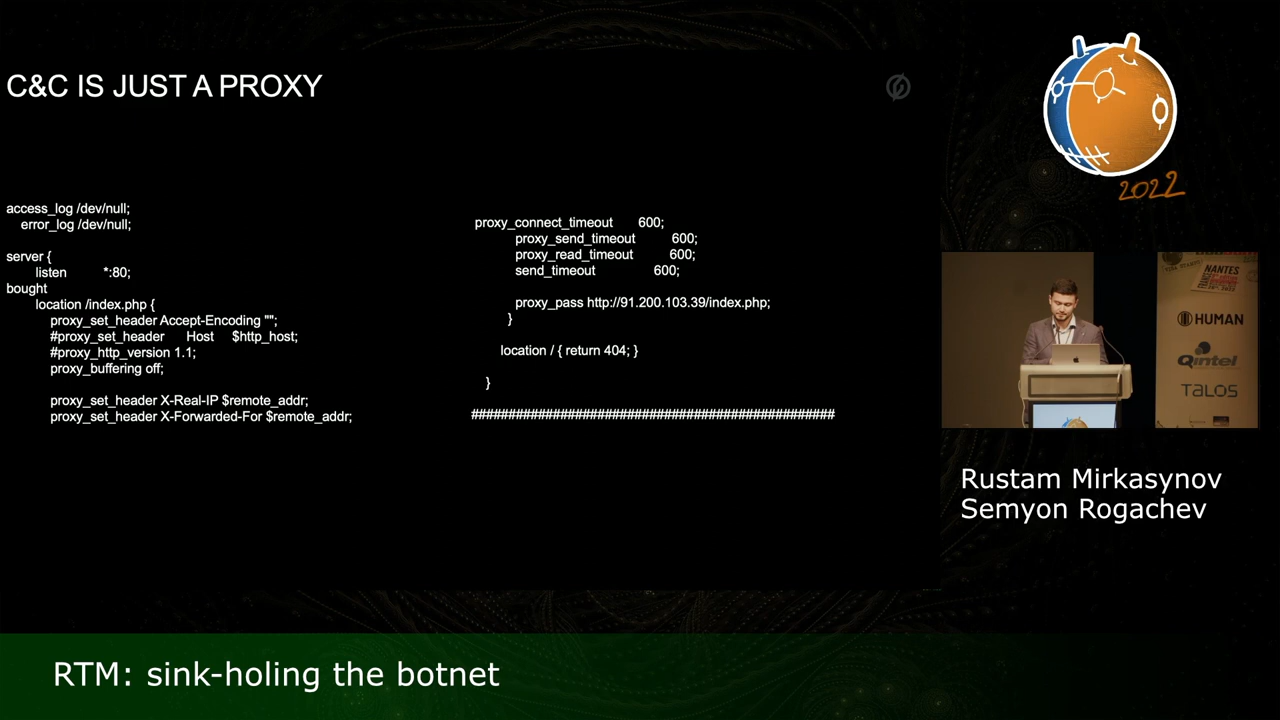 C&C IS JUST A PROXY
access_log /dev/null;
error_log /dev/null;
server {
listen *:80;
bought
location /index.php {
proxy_set_header Accept-Encoding "";
#proxy_set_header Host $http_host;
#proxy_http_version 1.1;
proxy_buffering off;
proxy_set_header X-Real-IP $remote_addr;
proxy_set_header X-Forwarded-For $remote_addr;
proxy_connect_timeout 600;
proxy_send_timeout 600;
proxy_read_timeout 600;
send_timeout 600;
proxy_pass http://91.200.103.39/index.php;
}
location / { return 404; }
}
#################################################
2022
NANTES
HUMAN
Qintel
TALOS
Rustam Mirkasynov
Semyon Rogachev
RTM: sink-holing the botnet